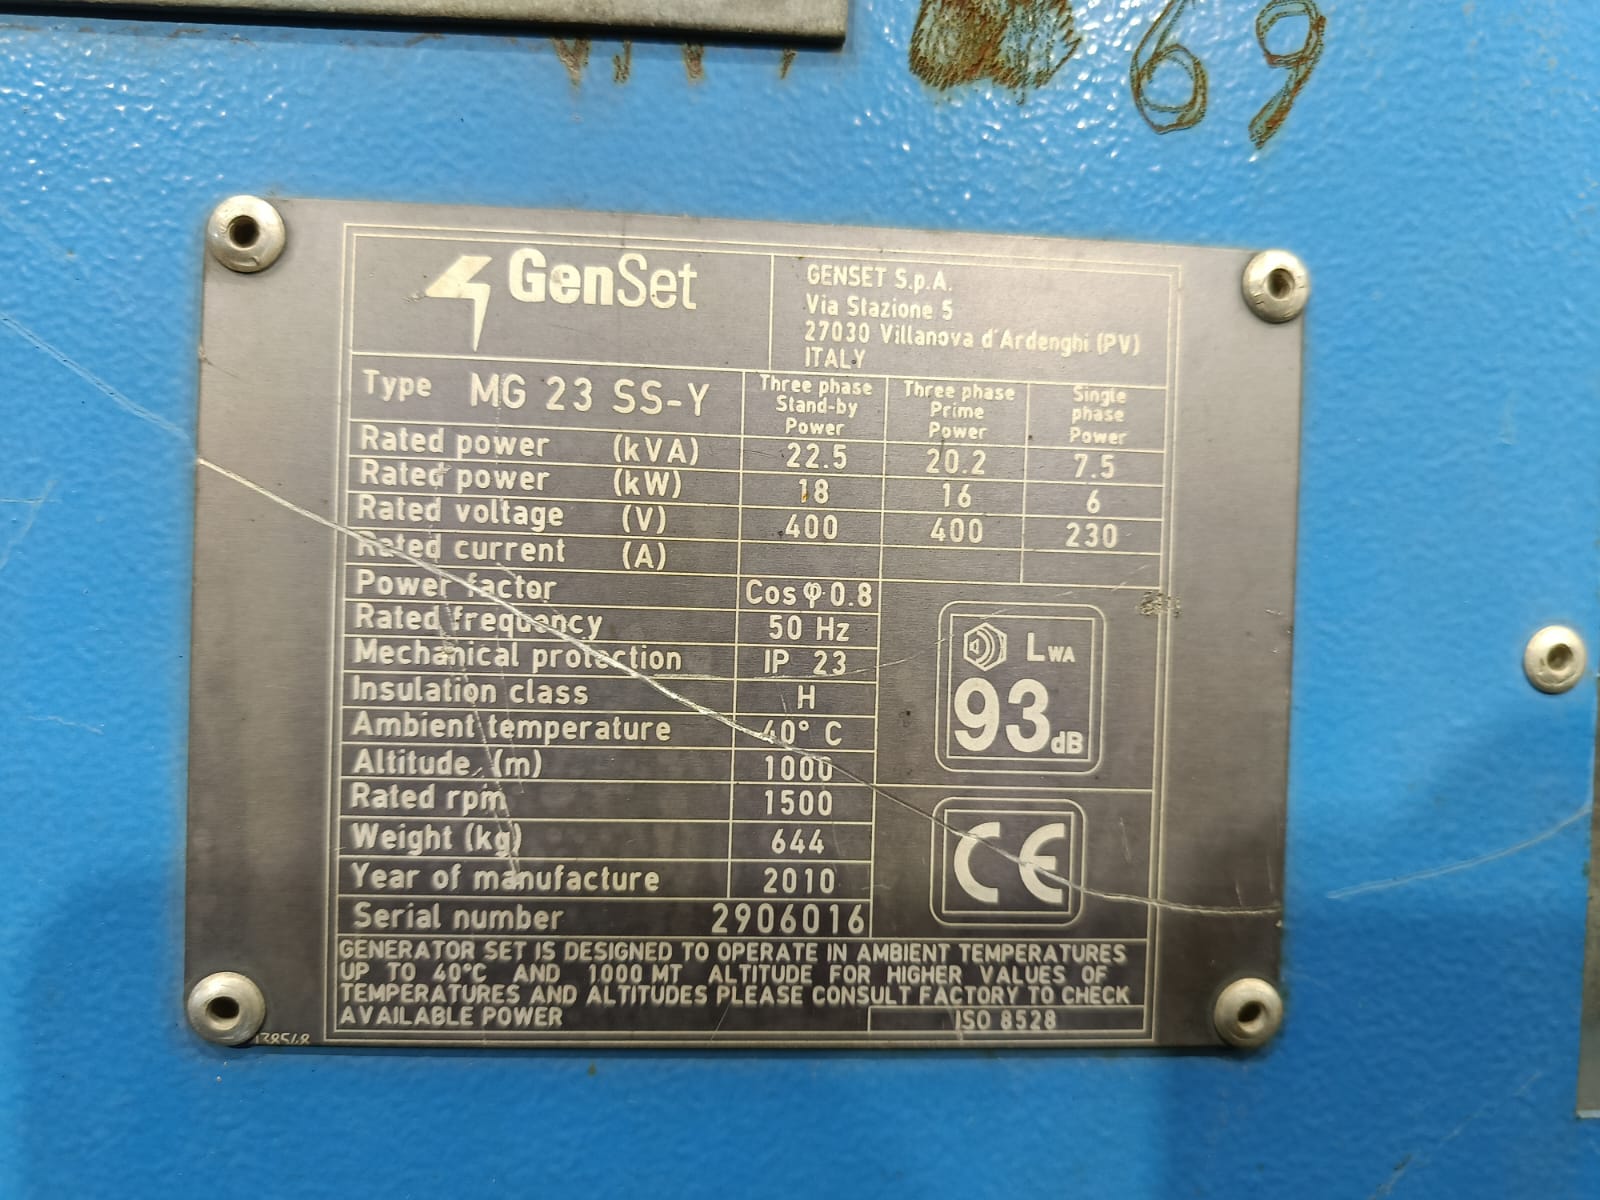 69
GenSet
GENSET S.p.A.
Via Stazione 5
27030 Villanova d'Ardenghi (PV)
ITALY
Type MG 23 SS-Y
Three phase Stand-by Power
Three phase Prime Power
Single phase Power
Rated power (kVA) 22.5 20.2 7.5
Rated power (kW) 18 16 6
Rated voltage (V) 400 400 230
Rated current (A)
Power factor Cos φ 0.8
Rated frequency 50 Hz
Mechanical protection IP 23
Insulation class H
Ambient temperature 40° C
Altitude (m) 1000
Rated rpm 1500
Weight (kg) 644
Year of manufacture 2010
Serial number 2906016
LWA
93dB
CE
GENERATOR SET IS DESIGNED TO OPERATE IN AMBIENT TEMPERATURES
UP TO 40°C AND 1000 MT ALTITUDE FOR HIGHER VALUES OF
TEMPERATURES AND ALTITUDES PLEASE CONSULT FACTORY TO CHECK
AVAILABLE POWER
ISO 8528